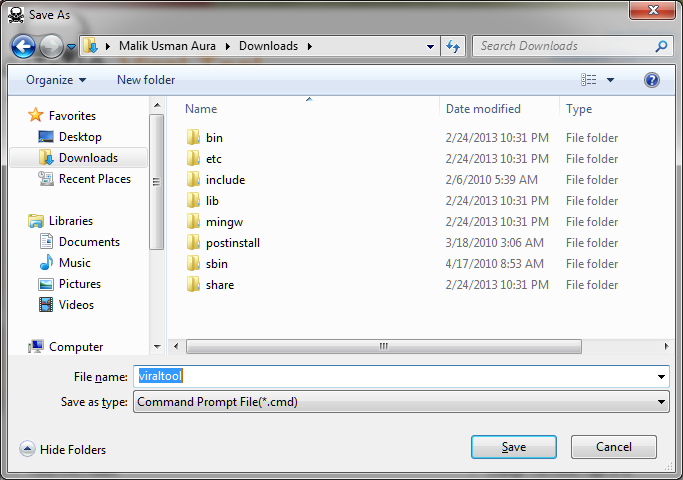 Save As
Malik Usman Aura Downloads
Search Downloads
Organize New folder
Favorites
Desktop
Downloads
Recent Places
Libraries
Documents
Music
Pictures
Videos
Computer
Name Date modified Type
bin 2/24/2013 10:31 PM File folder
etc 2/24/2013 10:31 PM File folder
include 2/6/2010 5:39 AM File folder
lib 2/24/2013 10:31 PM File folder
mingw 2/24/2013 10:31 PM File folder
postinstall 3/18/2010 3:06 AM File folder
sbin 4/17/2010 8:53 AM File folder
share 2/24/2013 10:31 PM File folder
File name: viraltool
Save as type: Command Prompt File(*.cmd)
Hide Folders Save Cancel